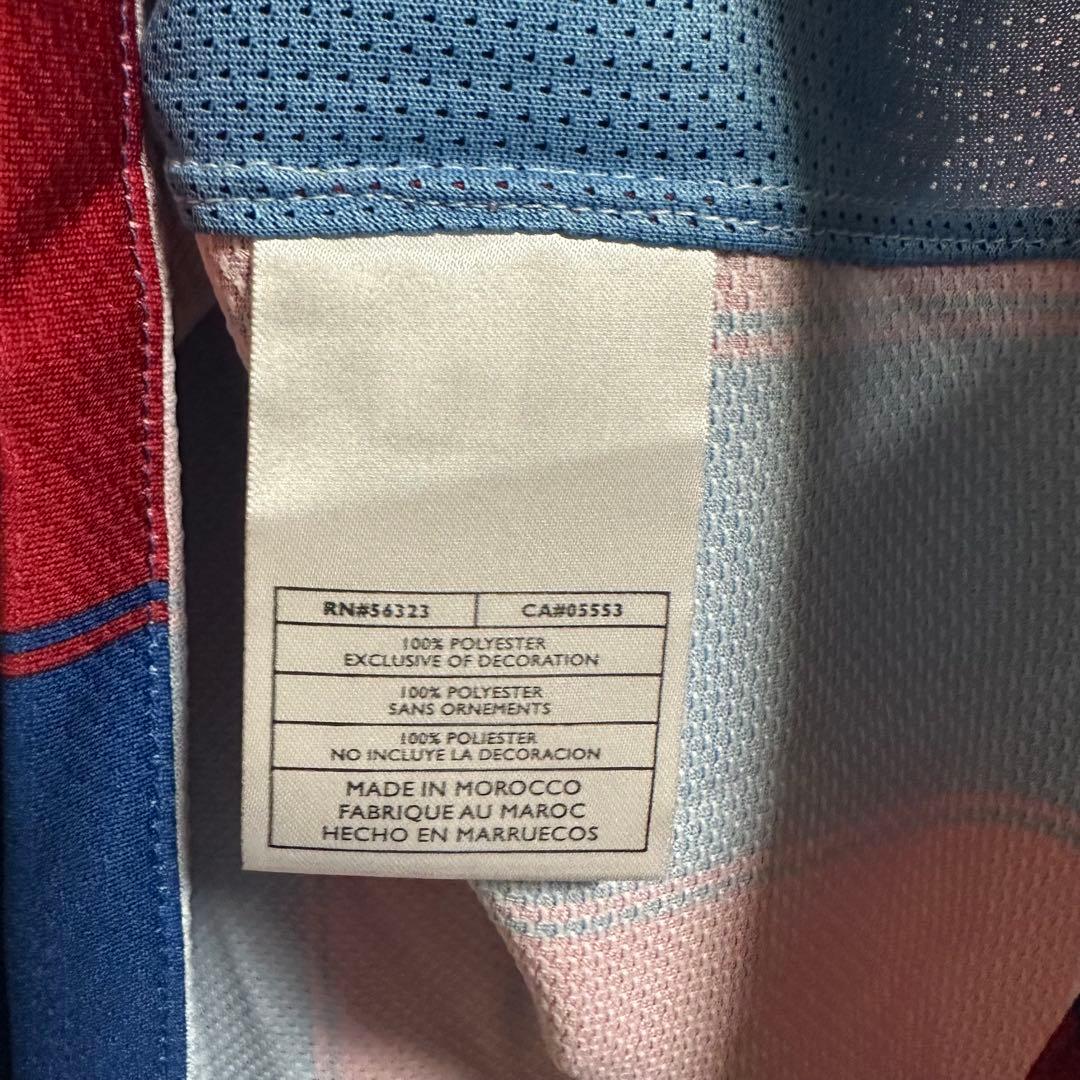 RN#56323 CA#05553
100% POLYESTER
EXCLUSIVE OF DECORATION
100% POLYESTER
SANS ORNEMENTS
100% POLIESTER
NO INCLUYE LA DECORACION
MADE IN MOROCCO
FABRIQUE AU MAROC
HECHO EN MARRUECOS